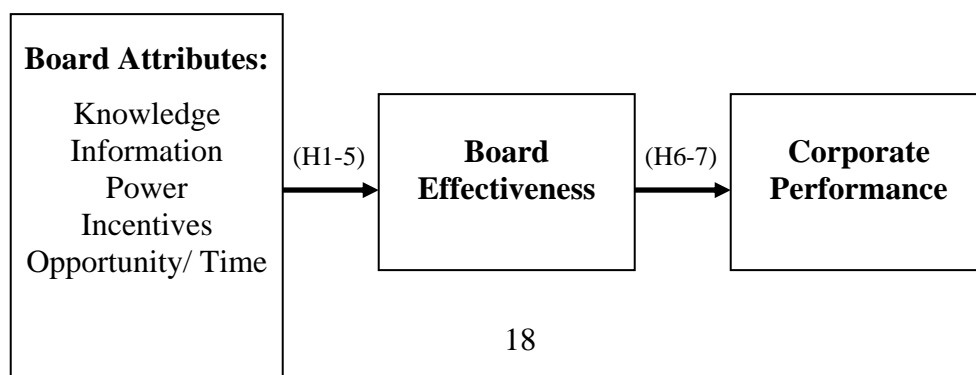 Board Attributes:
Knowledge
Information
Power
Incentives
Opportunity/ Time
(H1-5)
Board
Effectiveness
(H6-7)
Corporate
Performance
18